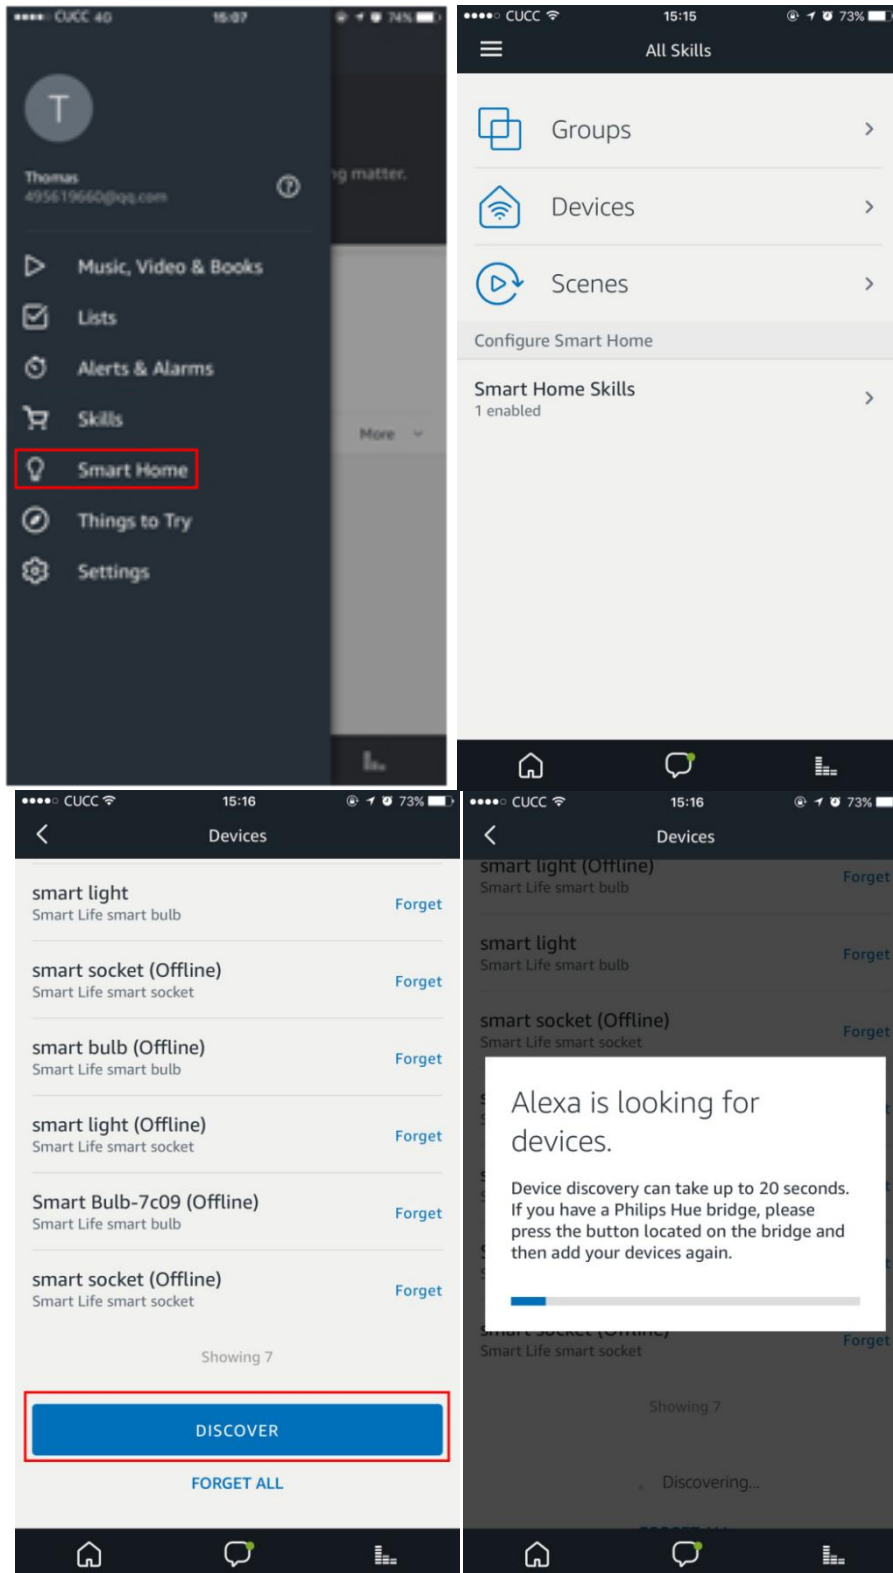 CUCC 4G 15:07 74%
T
Thomas
495619660@qq.com
ng matter.
Music, Video & Books
Lists
Alerts & Alarms
Skills
More
Smart Home
Things to Try
Settings
CUCC 15:15 73%
All Skills
Groups
Devices
Scenes
Configure Smart Home
Smart Home Skills
1 enabled
CUCC 15:16 73%
Devices
smart light
Smart Life smart bulb
Forget
smart socket (Offline)
Smart Life smart socket
Forget
smart bulb (Offline)
Smart Life smart bulb
Forget
smart light (Offline)
Smart Life smart socket
Forget
Smart Bulb-7c09 (Offline)
Smart Life smart bulb
Forget
smart socket (Offline)
Smart Life smart socket
Forget
Showing 7
DISCOVER
FORGET ALL
CUCC 15:16 73%
Devices
smart light (Offline)
Smart Life smart bulb
Forget
smart light
Smart Life smart bulb
Forget
smart socket (Offline)
Smart Life smart socket
Forget
Alexa is looking for
devices.
Device discovery can take up to 20 seconds.
If you have a Philips Hue bridge, please
press the button located on the bridge and
then add your devices again.
smart socket (Offline)
Smart Life smart socket
Forget
Showing 7
Discovering...